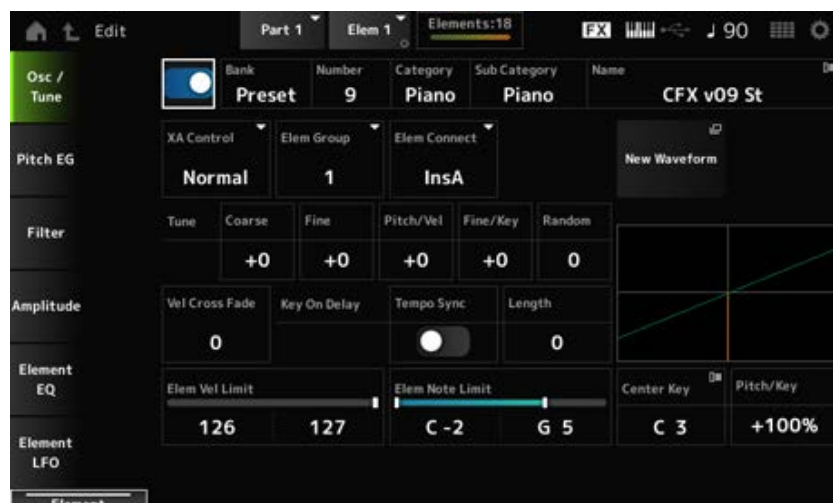 Edit Part 1 Elem 1 Elements:18 FX ♩ 90
Osc /
Tune
Bank Number Category Sub Category Name
Preset 9 Piano Piano CFX v09 St
XA Control Elem Group Elem Connect
Normal 1 InsA
New Waveform
Pitch EG
Tune Coarse Fine Pitch/Vel Fine/Key Random
+0 +0 +0 +0 0
Filter
Vel Cross Fade Key On Delay Tempo Sync Length
0 0
Amplitude
Elem Vel Limit Elem Note Limit Center Key Pitch/Key
126 127 C -2 G 5 C 3 +100%
Element
EQ
Element
LFO
Element